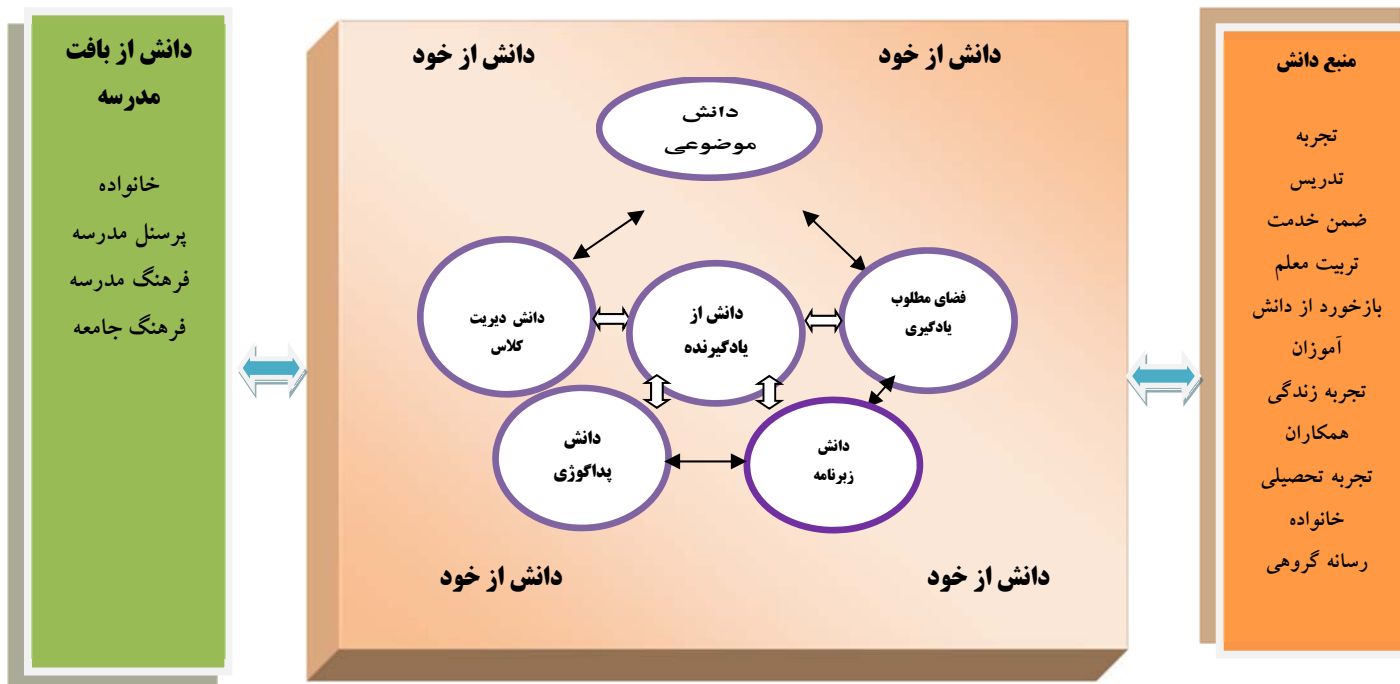 منبع دانش
تجربه
تدریس
ضمن خدمت
تربیت معلم
بازخورد از دانش
آموزان
تجربه زندگی
همکاران
تجربه تحصیلی
خانواده
رسانه گروهی
دانش از خود
دانش از خود
دانش
موضوعی
فضای مطلوب
یادگیری
دانش از
یادگیرنده
دانش دیریت
کلاس
دانش
زبرنامه
دانش
پداگوژی
دانش از خود
دانش از خود
دانش از بافت
مدرسه
خانواده
پرسنل مدرسه
فرهنگ مدرسه
فرهنگ جامعه